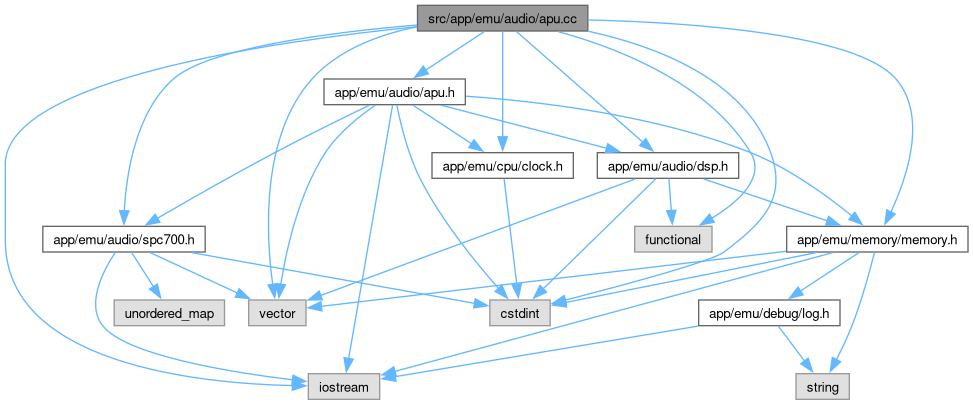 src/app/emu/audio/apu.cc
app/emu/audio/apu.h
app/emu/cpu/clock.h
app/emu/audio/dsp.h
app/emu/audio/spc700.h
functional
app/emu/memory/memory.h
unordered_map
vector
cstdint
app/emu/debug/log.h
iostream
string